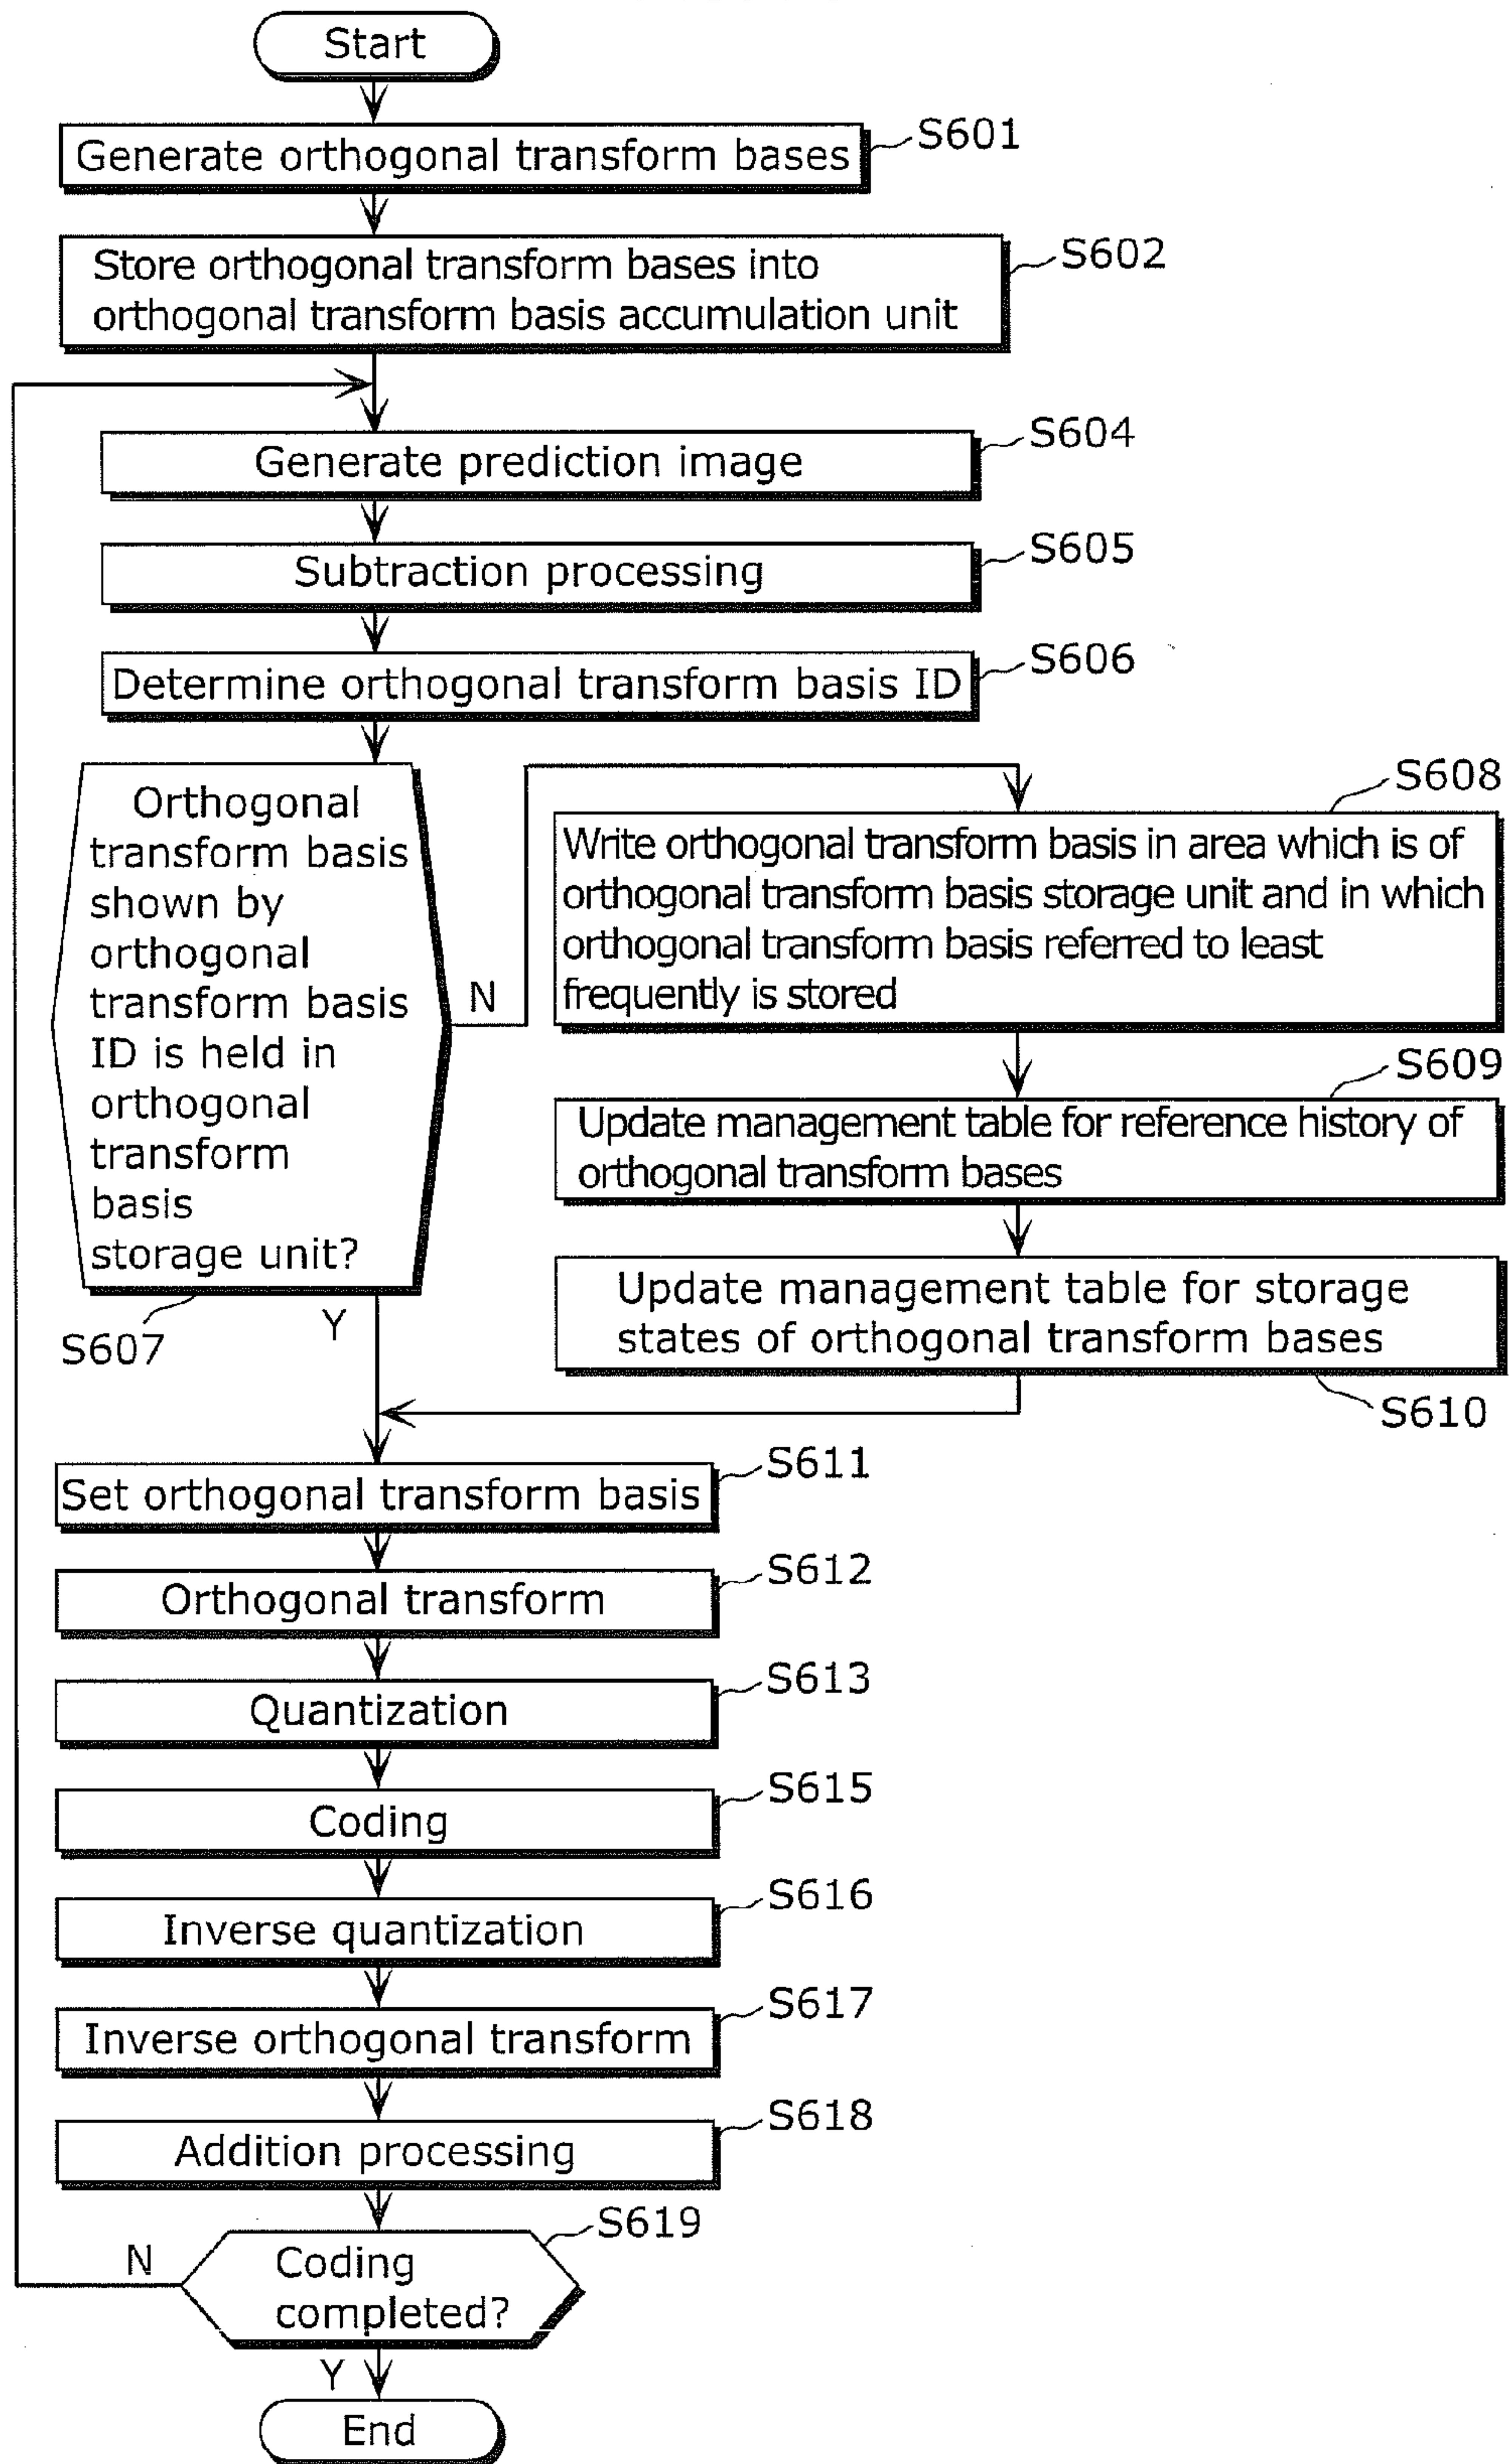 Start
Generate orthogonal transform bases
S601
Store orthogonal transform bases into
orthogonal transform basis accumulation unit
S602
Generate prediction image
S604
Subtraction processing
S605
Determine orthogonal transform basis ID
S606
Orthogonal
transform basis
shown by
orthogonal
transform basis
ID is held in
orthogonal
transform
basis
storage unit?
S607
N
Y
S608
Write orthogonal transform basis in area which is of
orthogonal transform basis storage unit and in which
orthogonal transform basis referred to least
frequently is stored
S609
Update management table for reference history of
orthogonal transform bases
Update management table for storage
states of orthogonal transform bases
S610
Set orthogonal transform basis
S611
Orthogonal transform
S612
Quantization
S613
Coding
S615
Inverse quantization
S616
Inverse orthogonal transform
S617
Addition processing
S618
S619
N
Coding
completed?
Y
End